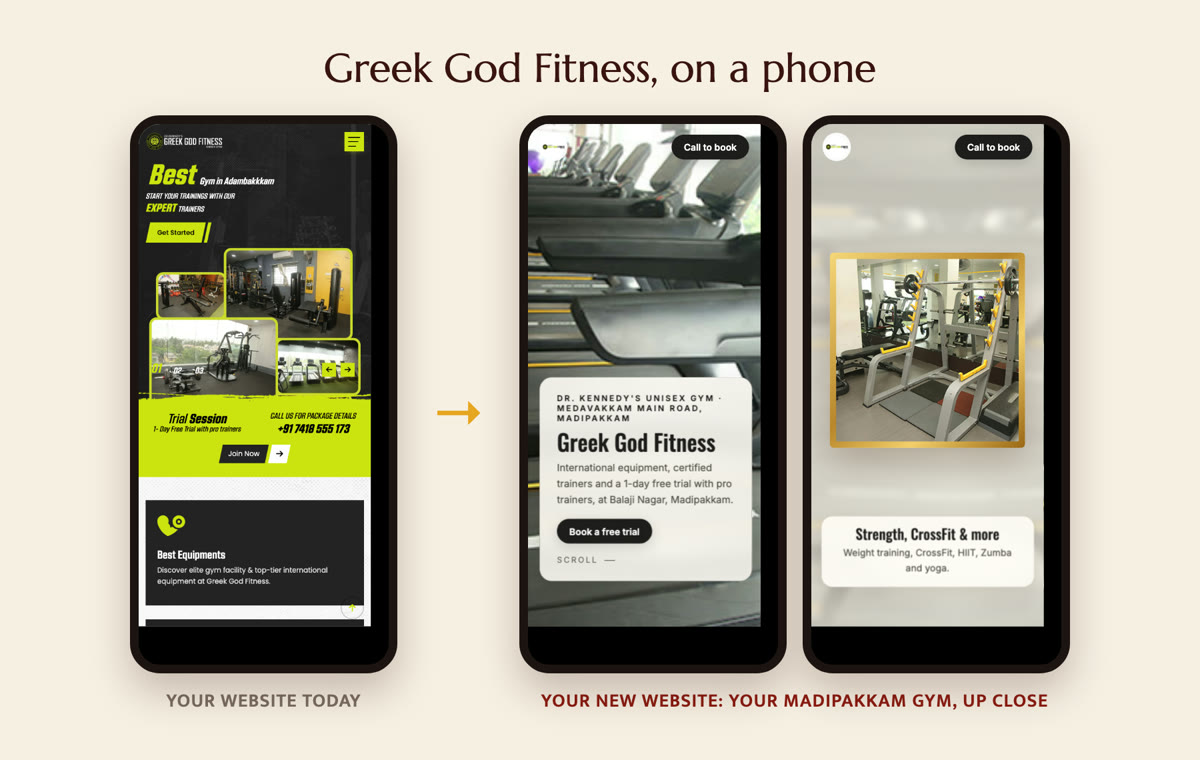 Greek God Fitness, on a phone
GREEK GOD FITNESS
Best Gym in Adambakkkam
START YOUR TRAININGS WITH OUR
EXPERT TRAINERS
Get Started
01 02 03
Trial Session
1- Day Free Trial with pro trainers
CALL US FOR PACKAGE DETAILS
+91 7418 555 173
Join Now
Best Equipments
Discover elite gym facility & top-tier international
equipment at Greek God Fitness.
YOUR WEBSITE TODAY
Call to book
DR. KENNEDY'S UNISEX GYM ·
MEDAVAKKAM MAIN ROAD,
MADIPAKKAM
Greek God Fitness
International equipment, certified
trainers and a 1-day free trial with pro
trainers, at Balaji Nagar, Madipakkam.
Book a free trial
SCROLL
Call to book
Strength, CrossFit & more
Weight training, CrossFit, HIIT, Zumba
and yoga.
YOUR NEW WEBSITE: YOUR MADIPAKKAM GYM, UP CLOSE